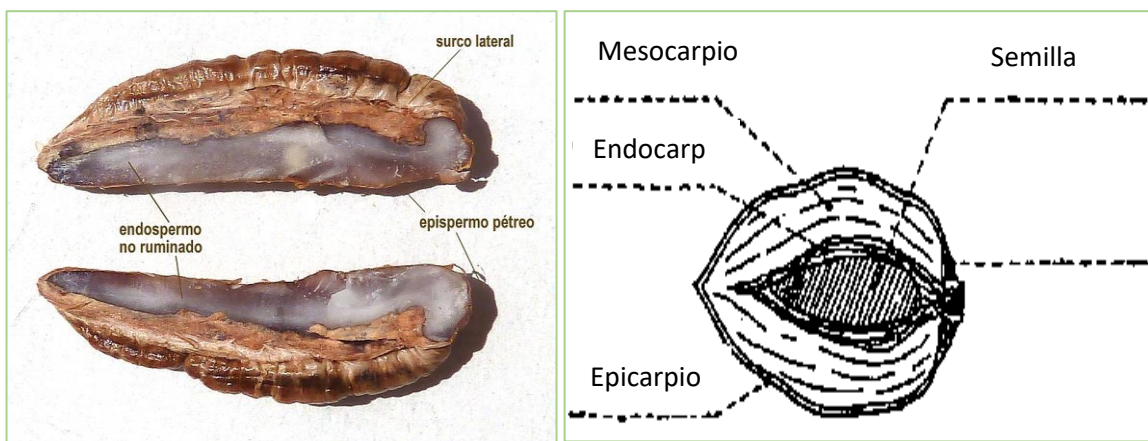 surco lateral
endospermo
no ruminado
epispermo pétreo
Mesocarpio
Semilla
Endocarp
Epicarpio